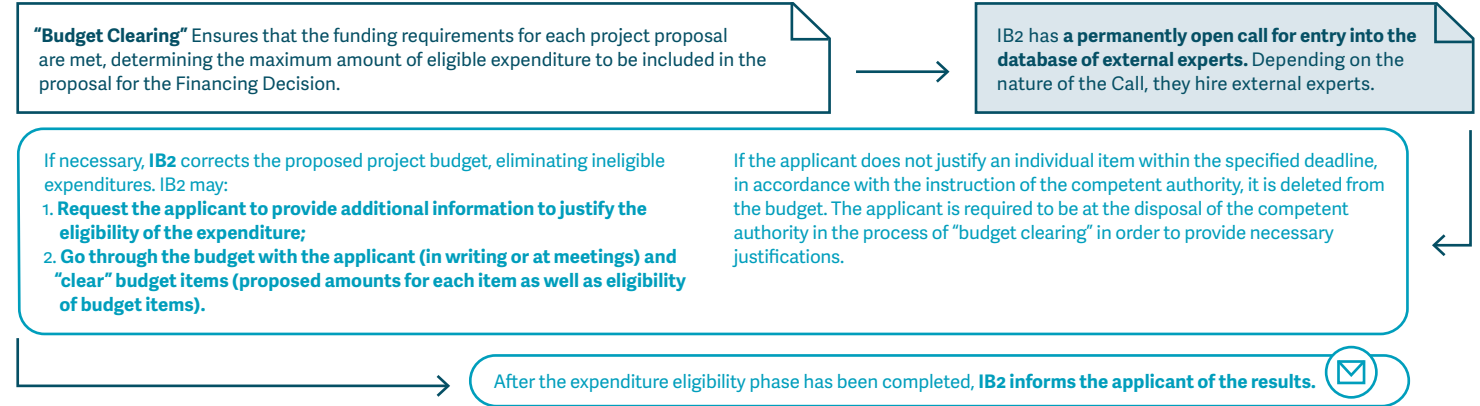 “Budget Clearing” Ensures that the funding requirements for each project proposal
are met, determining the maximum amount of eligible expenditure to be included in the
proposal for the Financing Decision.
IB2 has a permanently open call for entry into the
database of external experts. Depending on the
nature of the Call, they hire external experts.
If necessary, IB2 corrects the proposed project budget, eliminating ineligible
expenditures. IB2 may:
1. Request the applicant to provide additional information to justify the
eligibility of the expenditure;
2. Go through the budget with the applicant (in writing or at meetings) and
“clear” budget items (proposed amounts for each item as well as eligibility
of budget items).
If the applicant does not justify an individual item within the specified deadline,
in accordance with the instruction of the competent authority, it is deleted from
the budget. The applicant is required to be at the disposal of the competent
authority in the process of “budget clearing” in order to provide necessary
justifications.
After the expenditure eligibility phase has been completed, IB2 informs the applicant of the results.